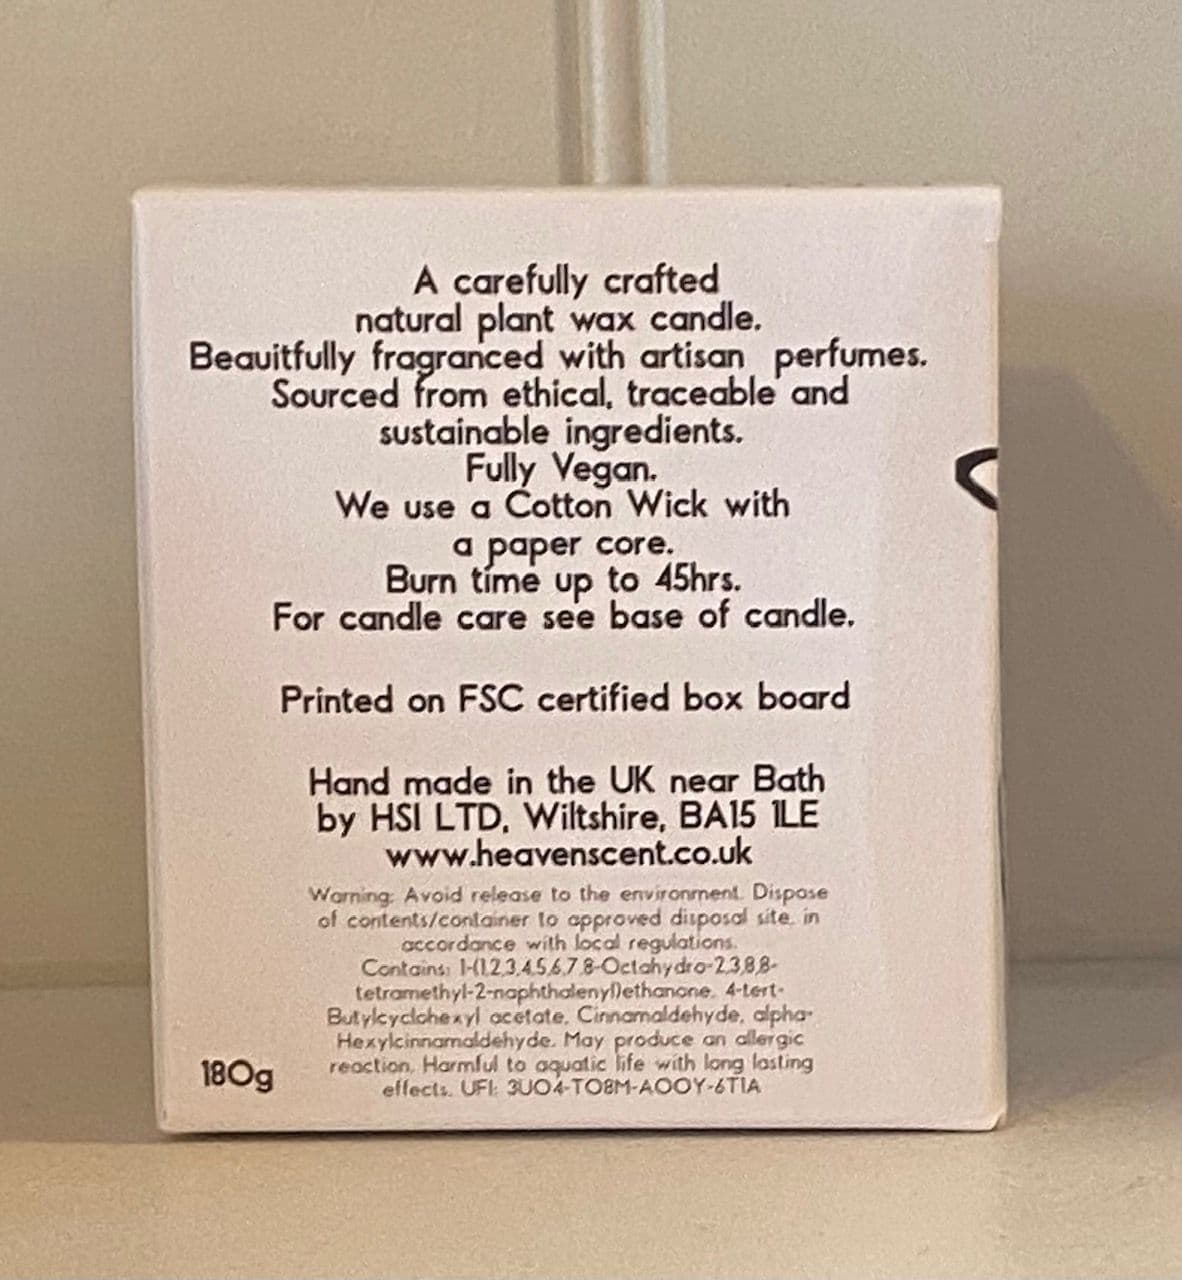 A carefully crafted
natural plant wax candle.
Beauitfully fragranced with artisan perfumes.
Sourced from ethical, traceable and
sustainable ingredients.
Fully Vegan.
We use a Cotton Wick with
a paper core.
Burn time up to 45hrs.
For candle care see base of candle.
Printed on FSC certified box board
Hand made in the UK near Bath
by HSI LTD, Wiltshire, BA15 1LE
www.heavenscent.co.uk
Warning: Avoid release to the environment. Dispose
of contents/container to approved disposal site, in
accordance with local regulations.
Contains: 1-(1,2,3,4,5,6,7,8-Octahydro-2,3,8,8-
tetramethyl-2-naphthalenyl)ethanone, 4-tert-
Butylcyclohexyl acetate, Cinnamaldehyde, alpha-
Hexylcinnamaldehyde. May produce an allergic
reaction. Harmful to aquatic life with long lasting
effects. UFI: 3UO4-TO8M-AOOY-6T1A
180g